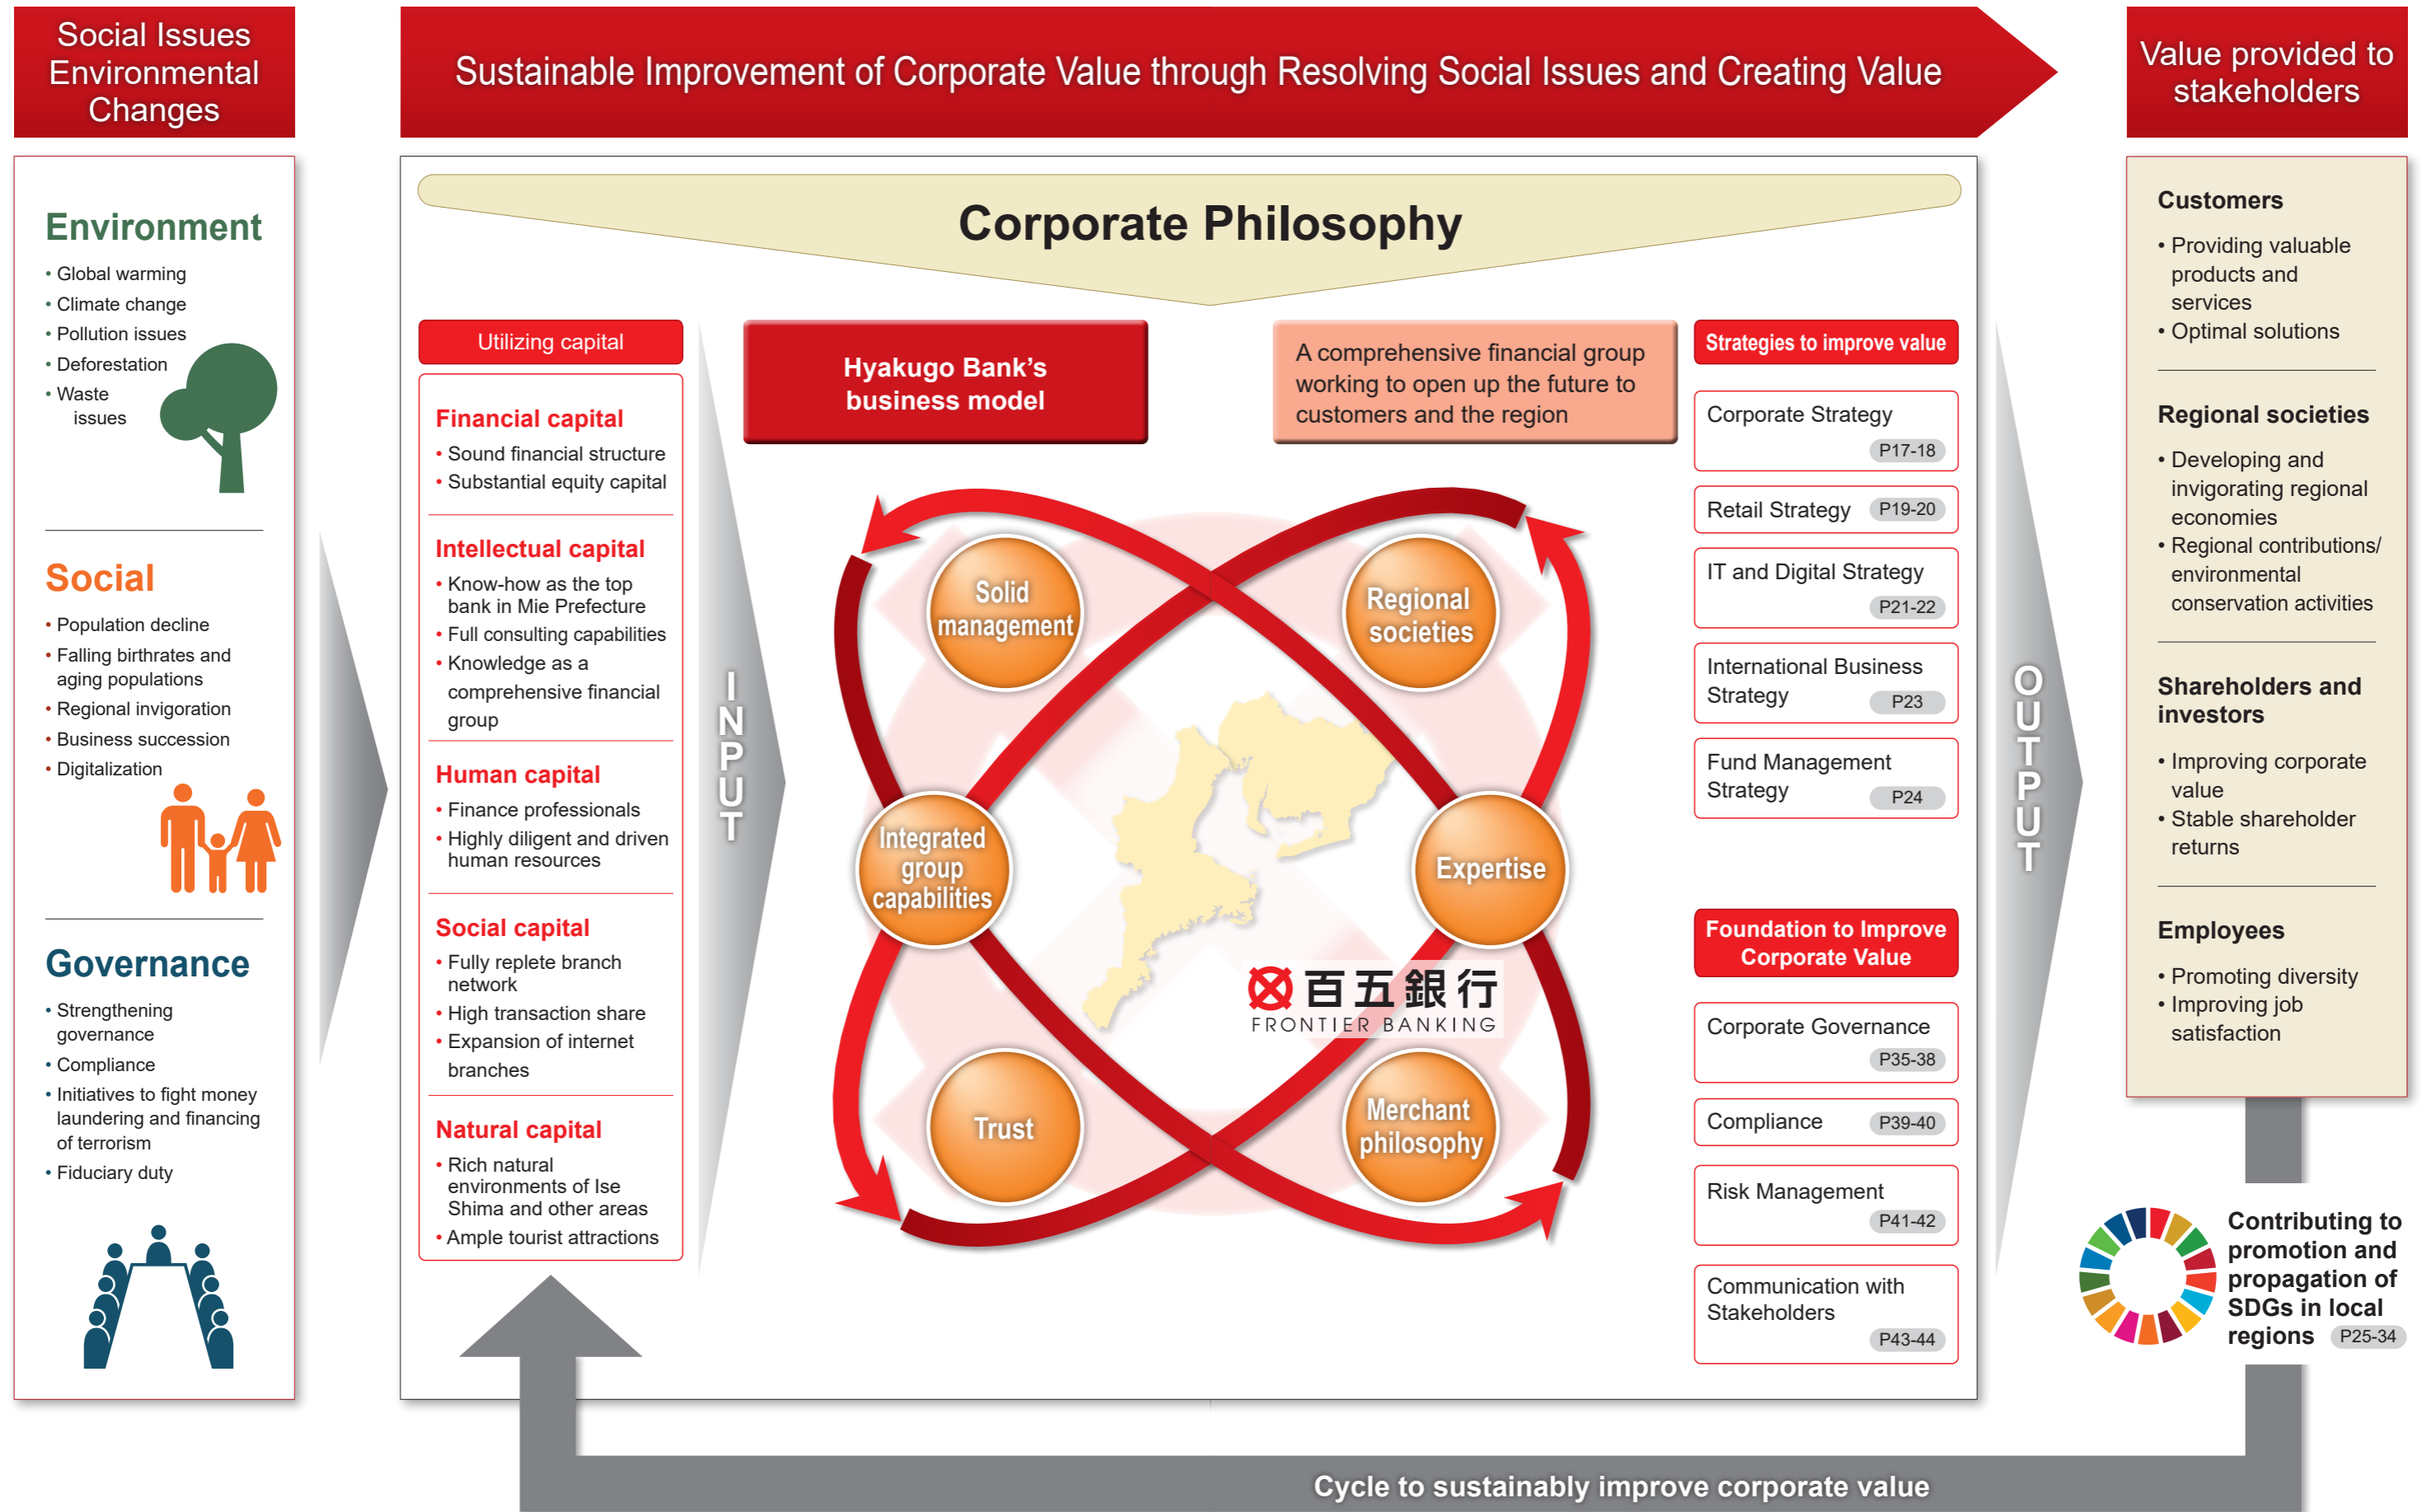 Social Issues
Environmental
Changes
Sustainable Improvement of Corporate Value through Resolving Social Issues and Creating Value
Value provided to
stakeholders
Environment
• Global warming
• Climate change
• Pollution issues
• Deforestation
• Waste
issues
Social
• Population decline
• Falling birthrates and
aging populations
• Regional invigoration
• Business succession
• Digitalization
Governance
• Strengthening
governance
• Compliance
• Initiatives to fight money
laundering and financing
of terrorism
• Fiduciary duty
Corporate Philosophy
Utilizing capital
Financial capital
• Sound financial structure
• Substantial equity capital
Intellectual capital
• Know-how as the top
bank in Mie Prefecture
• Full consulting capabilities
• Knowledge as a
comprehensive financial
group
Human capital
• Finance professionals
• Highly diligent and driven
human resources
Social capital
• Fully replete branch
network
• High transaction share
• Expansion of internet
branches
Natural capital
• Rich natural
environments of Ise
Shima and other areas
• Ample tourist attractions
INPUT
Hyakugo Bank's
business model
A comprehensive financial group
working to open up the future to
customers and the region
Solid
management
Regional
societies
Integrated
group
capabilities
Expertise
百五銀行
FRONTIER BANKING
Trust
Merchant
philosophy
Strategies to improve value
Corporate Strategy
P17-18
Retail Strategy P19-20
IT and Digital Strategy
P21-22
International Business
Strategy P23
Fund Management
Strategy P24
Foundation to Improve
Corporate Value
Corporate Governance
P35-38
Compliance P39-40
Risk Management
P41-42
Communication with
Stakeholders
P43-44
OUTPUT
Customers
• Providing valuable
products and
services
• Optimal solutions
Regional societies
• Developing and
invigorating regional
economies
• Regional contributions/
environmental
conservation activities
Shareholders and
investors
• Improving corporate
value
• Stable shareholder
returns
Employees
• Promoting diversity
• Improving job
satisfaction
Contributing to
promotion and
propagation of
SDGs in local
regions P25-34
Cycle to sustainably improve corporate value